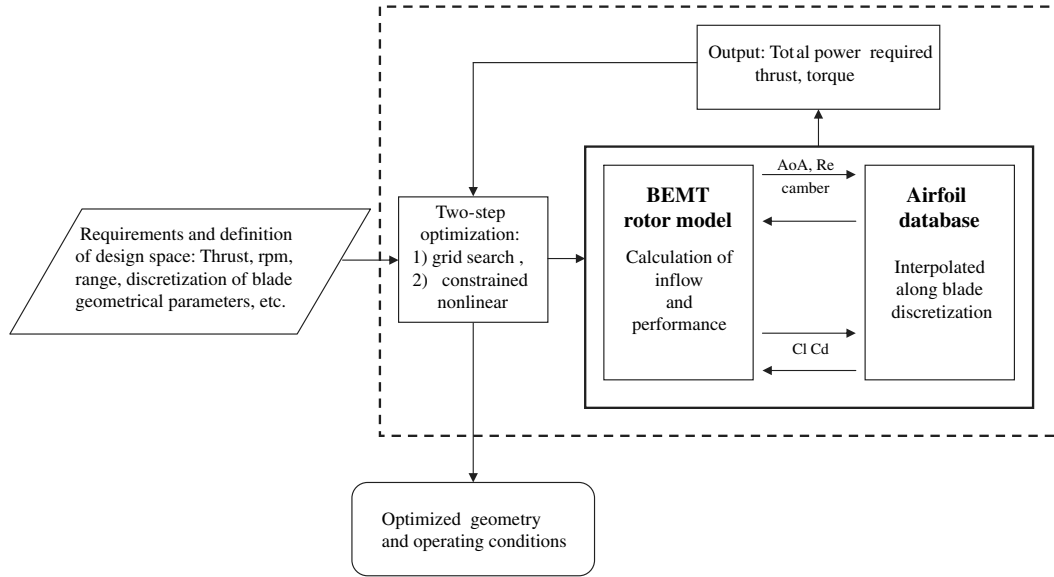 Output: Total power required
thrust, torque
Requirements and definition
of design space: Thrust, rpm,
range, discretization of blade
geometrical parameters, etc.
Two-step
optimization:
1) grid search ,
2) constrained
nonlinear
BEMT
rotor model
Calculation of
inflow
and
performance
AoA, Re
camber
Cl Cd
Airfoil
database
Interpolated
along blade
discretization
Optimized geometry
and operating conditions